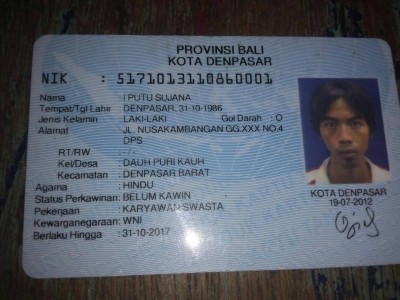 PROVINSI BALI
KOTA DENPASAR
NIK : 5171013110860001
Nama : I PUTU SUJANA
Tempat/Tgl Lahir : DENPASAR, 31-10-1986
Jenis Kelamin : LAKI-LAKI Gol Darah : O
Alamat : JL. NUSAKAMBANGAN GG.XXX NO.4
DPS
RT/RW : -/-
Kel/Desa : DAUH PURI KAUH
Kecamatan : DENPASAR BARAT
Agama : HINDU
Status Perkawinan: BELUM KAWIN
Pekerjaan : KARYAWAN SWASTA
Kewarganegaraan: WNI
Berlaku Hingga : 31-10-2017
KOTA DENPASAR
19-07-2012